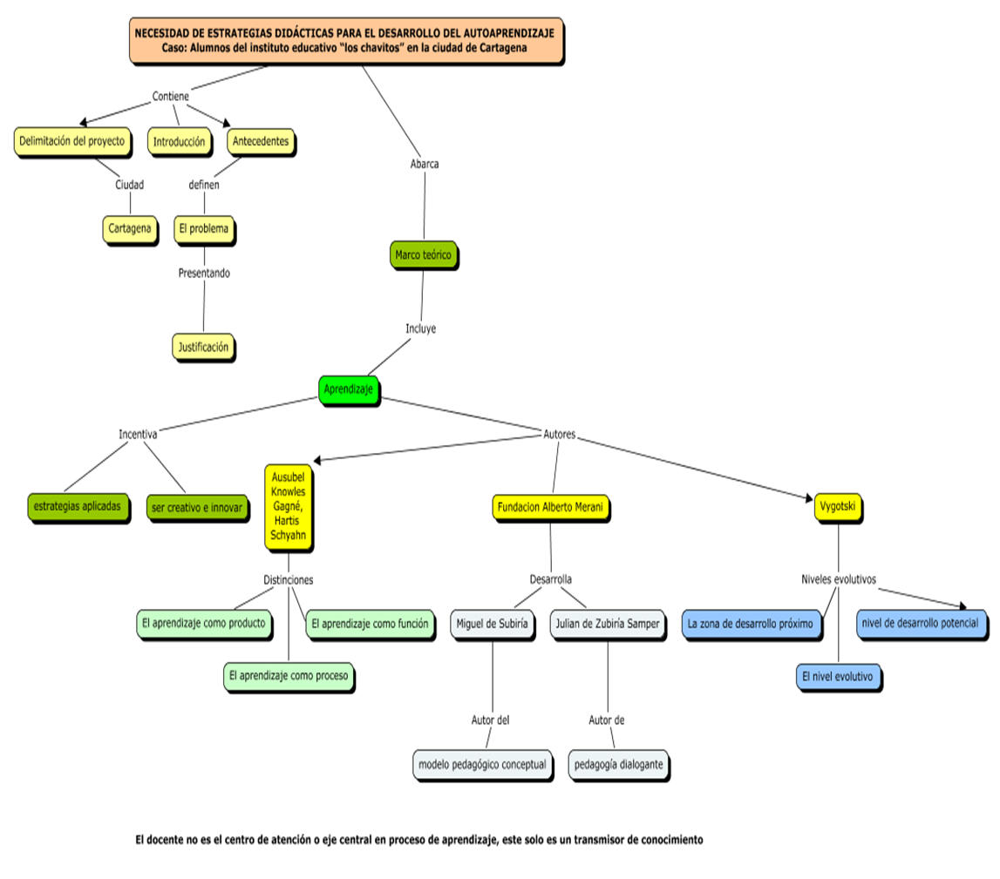 NECESIDAD DE ESTRATEGIAS DIDÁCTICAS PARA EL DESARROLLO DEL AUTOAPRENDIZAJE
Caso: Alumnos del instituto educativo “los chavitos” en la ciudad de Cartagena
Contiene
Delimitación del proyecto
Introducción
Antecedentes
Abarca
Ciudad
definen
Cartagena
El problema
Marco teórico
Presentando
Incluye
Justificación
Aprendizaje
Incentiva
Autores
estrategias aplicadas
ser creativo e innovar
Ausubel
Knowles
Gagné,
Hartis
Schyahn
Fundacion Alberto Merani
Vygotski
Distinciones
Desarrolla
Niveles evolutivos
El aprendizaje como producto
El aprendizaje como función
Miguel de Subiría
Julian de Zubiría Samper
La zona de desarrollo próximo
nivel de desarrollo potencial
El aprendizaje como proceso
El nivel evolutivo
Autor del
Autor de
modelo pedagógico conceptual
pedagogía dialogante
El docente no es el centro de atención o eje central en proceso de aprendizaje, este solo es un transmisor de conocimiento